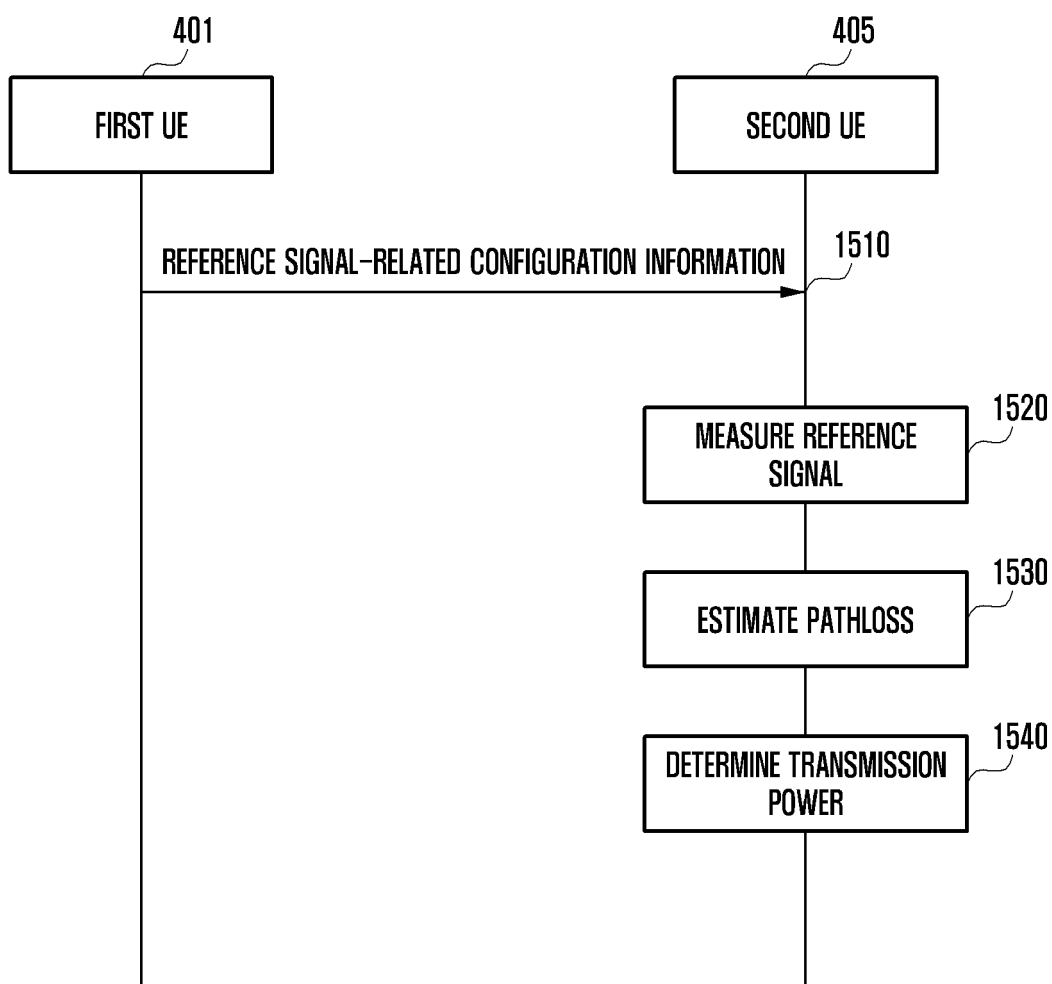 401
405
FIRST UE
SECOND UE
REFERENCE SIGNAL-RELATED CONFIGURATION INFORMATION
1510
1520
MEASURE REFERENCE
SIGNAL
1530
ESTIMATE PATHLOSS
1540
DETERMINE TRANSMISSION
POWER